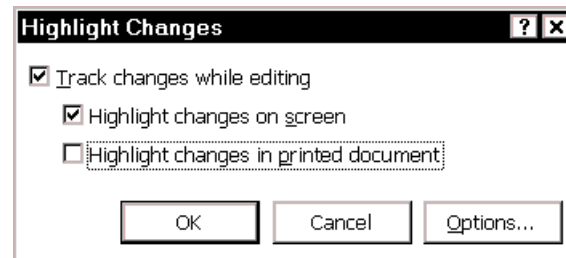 Highlight Changes ? X
Track changes while editing
Highlight changes on screen
Highlight changes in printed document
OK Cancel Options...